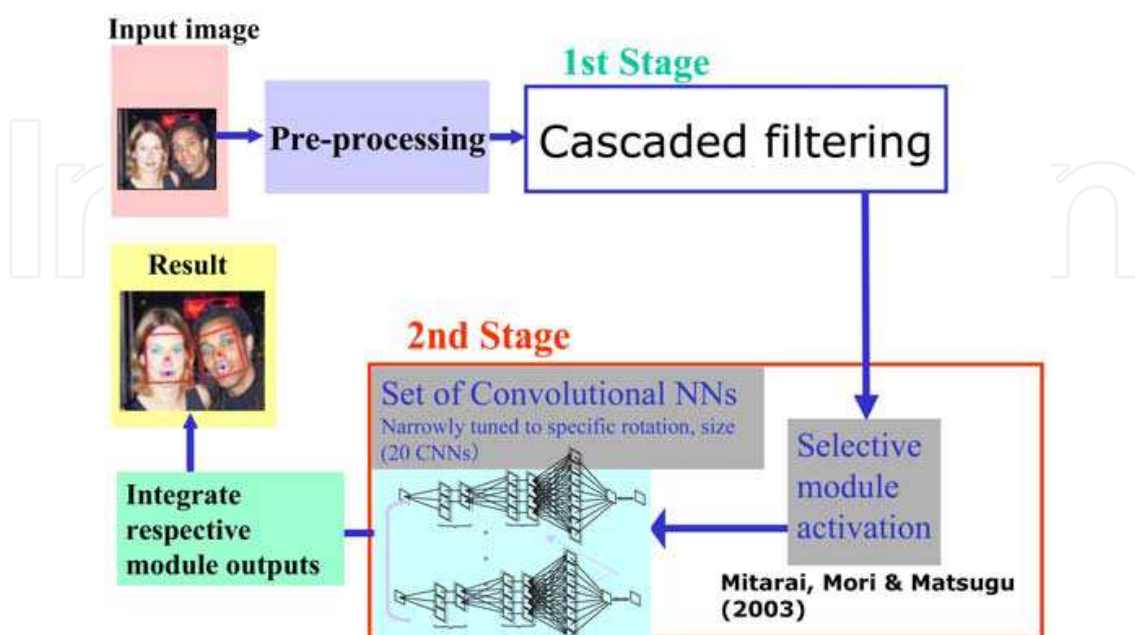 Input image
1st Stage
Pre-processing
Cascaded filtering
Result
2nd Stage
Set of Convolutional NNs
Narrowly tuned to specific rotation, size
(20 CNNs)
Selective
module
activation
Integrate
respective
module outputs
Mitarai, Mori & Matsugu
(2003)